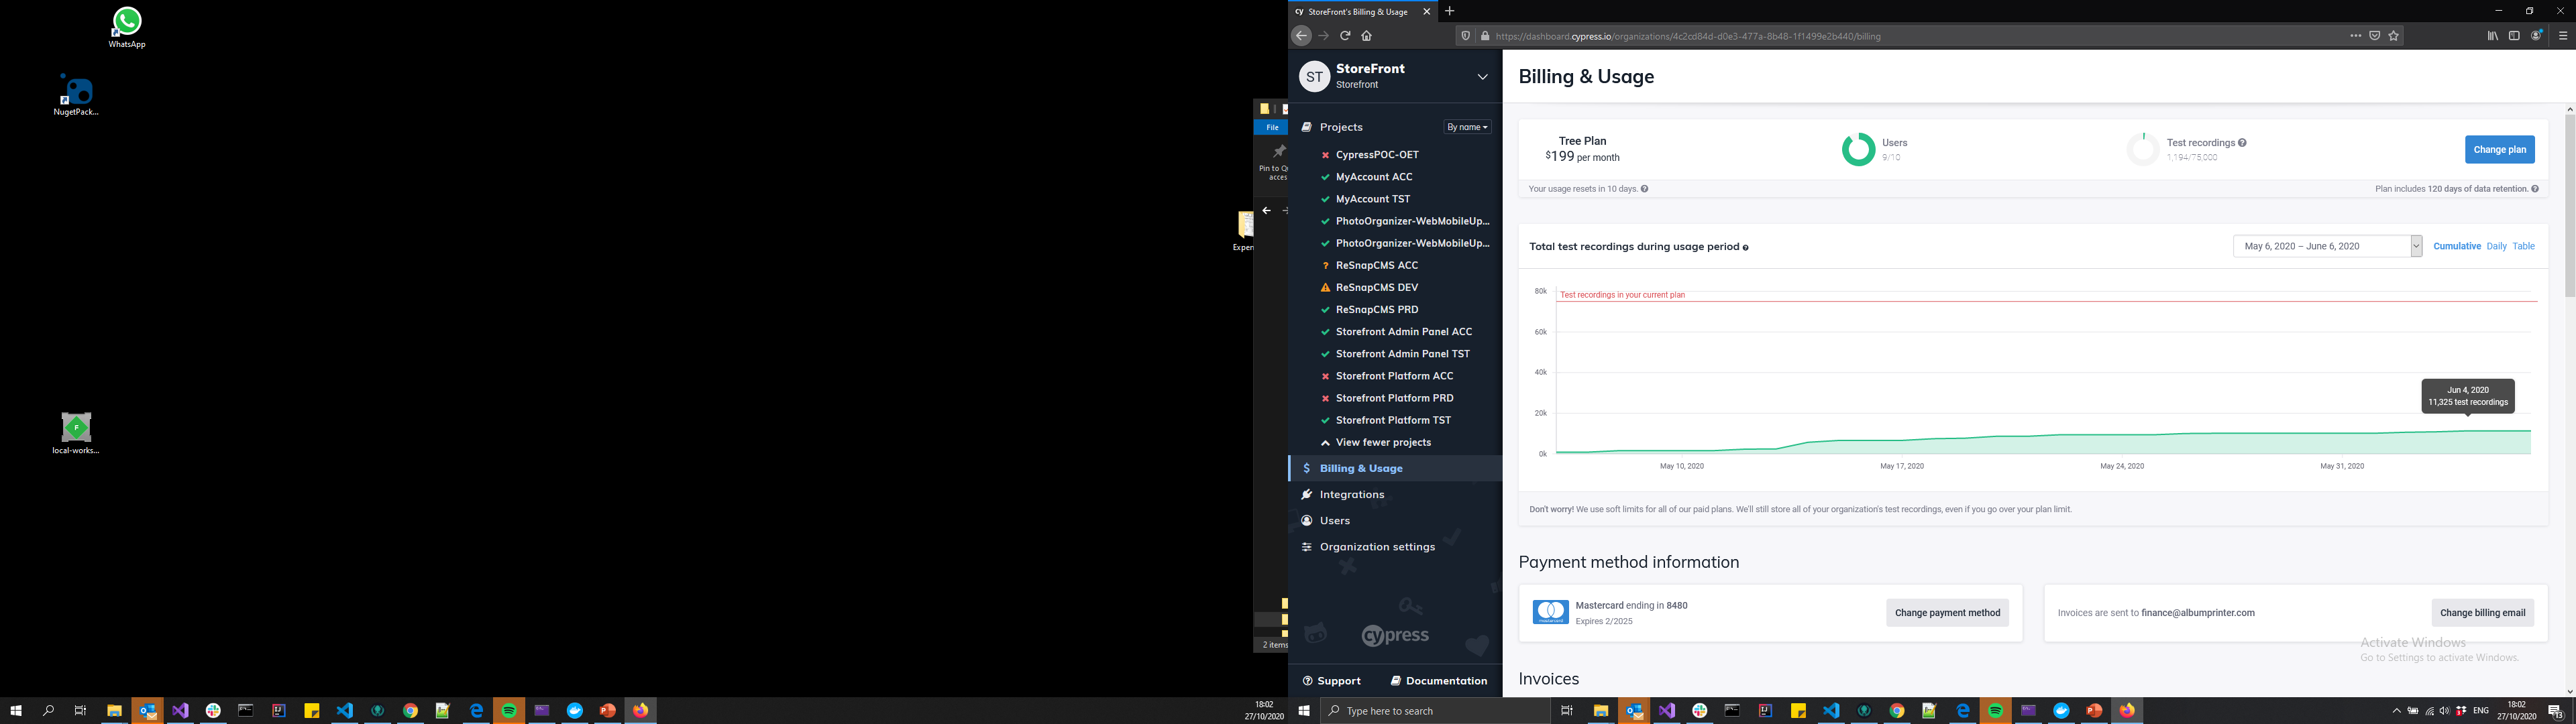 WhatsApp
NugetPack...
local-works...
File
Pin to Qu
acces
Expen
2 items
cy StoreFront's Billing & Usage
https://dashboard.cypress.io/organizations/4c2cd84d-d0e3-477a-8b48-1f1499e2b440/billing
ST
StoreFront
Storefront
Projects
By name
CypressPOC-OET
MyAccount ACC
MyAccount TST
PhotoOrganizer-WebMobileUp...
PhotoOrganizer-WebMobileUp...
ReSnapCMS ACC
ReSnapCMS DEV
ReSnapCMS PRD
Storefront Admin Panel ACC
Storefront Admin Panel TST
Storefront Platform ACC
Storefront Platform PRD
Storefront Platform TST
View fewer projects
Billing & Usage
Integrations
Users
Organization settings
cypress
Support
Documentation
Billing & Usage
Tree Plan
$199 per month
Users
9/10
Test recordings
1,194/75,000
Change plan
Your usage resets in 10 days.
Plan includes 120 days of data retention.
Total test recordings during usage period
May 6, 2020 – June 6, 2020
Cumulative Daily Table
80k
Test recordings in your current plan
60k
40k
20k
0k
Jun 4, 2020
11,325 test recordings
May 10, 2020
May 17, 2020
May 24, 2020
May 31, 2020
Don't worry! We use soft limits for all of our paid plans. We'll still store all of your organization's test recordings, even if you go over your plan limit.
Payment method information
mastercard
Mastercard ending in 8480
Expires 2/2025
Change payment method
Invoices are sent to finance@albumprinter.com
Change billing email
Activate Windows
Go to Settings to activate Windows.
Invoices
18:02
27/10/2020
Type here to search
ENG
18:02
27/10/2020